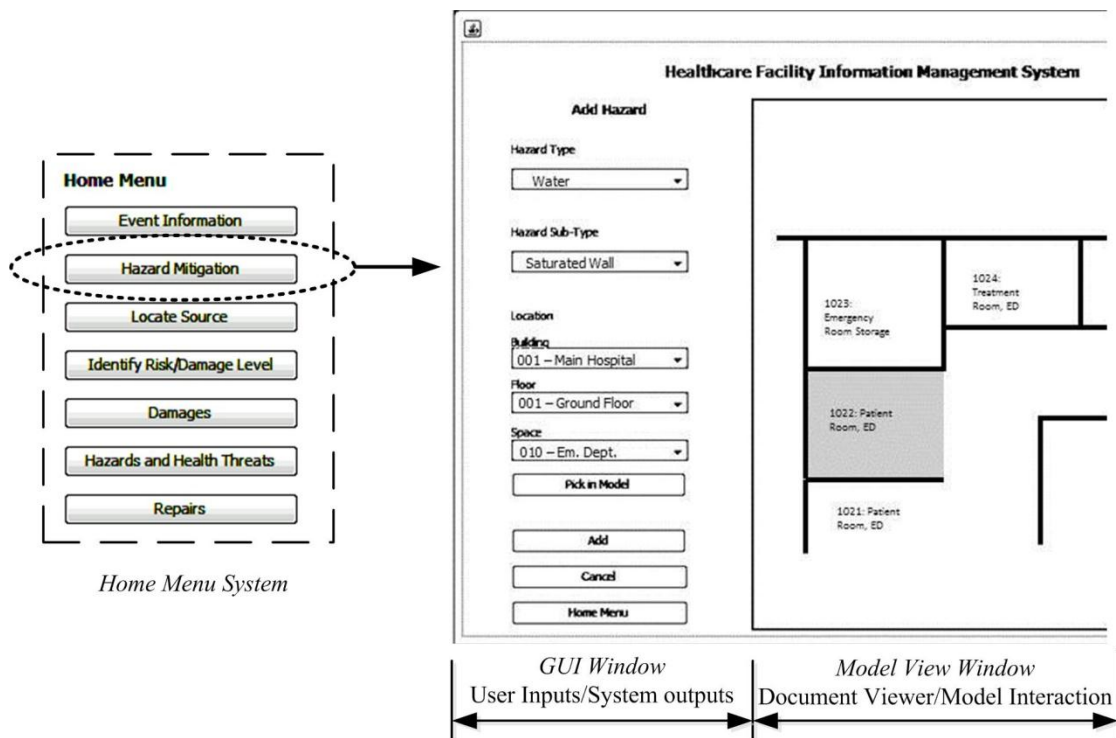 Home Menu
Event Information
Hazard Mitigation
Locate Source
Identify Risk/Damage Level
Damages
Hazards and Health Threats
Repairs
Home Menu System
Healthcare Facility Information Management System
Add Hazard
Hazard Type
Water
Hazard Sub-Type
Saturated Wall
Location
Building
001 – Main Hospital
Floor
001 – Ground Floor
Space
010 – Em. Dept.
Pick in Model
Add
Cancel
Home Menu
1023:
Emergency
Room Storage
1024:
Treatment
Room, ED
1022: Patient
Room, ED
1021: Patient
Room, ED
GUI Window
User Inputs/System outputs
Model View Window
Document Viewer/Model Interaction